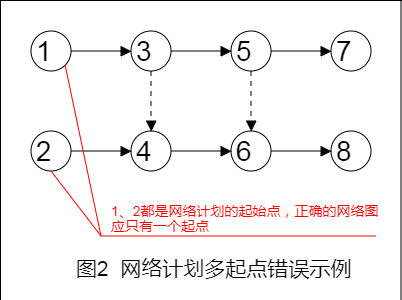 1 3 5 7
2 4 6 8
1、2都是网络计划的起始点，正确的网络图
应只有一个起点
图2 网络计划多起点错误示例